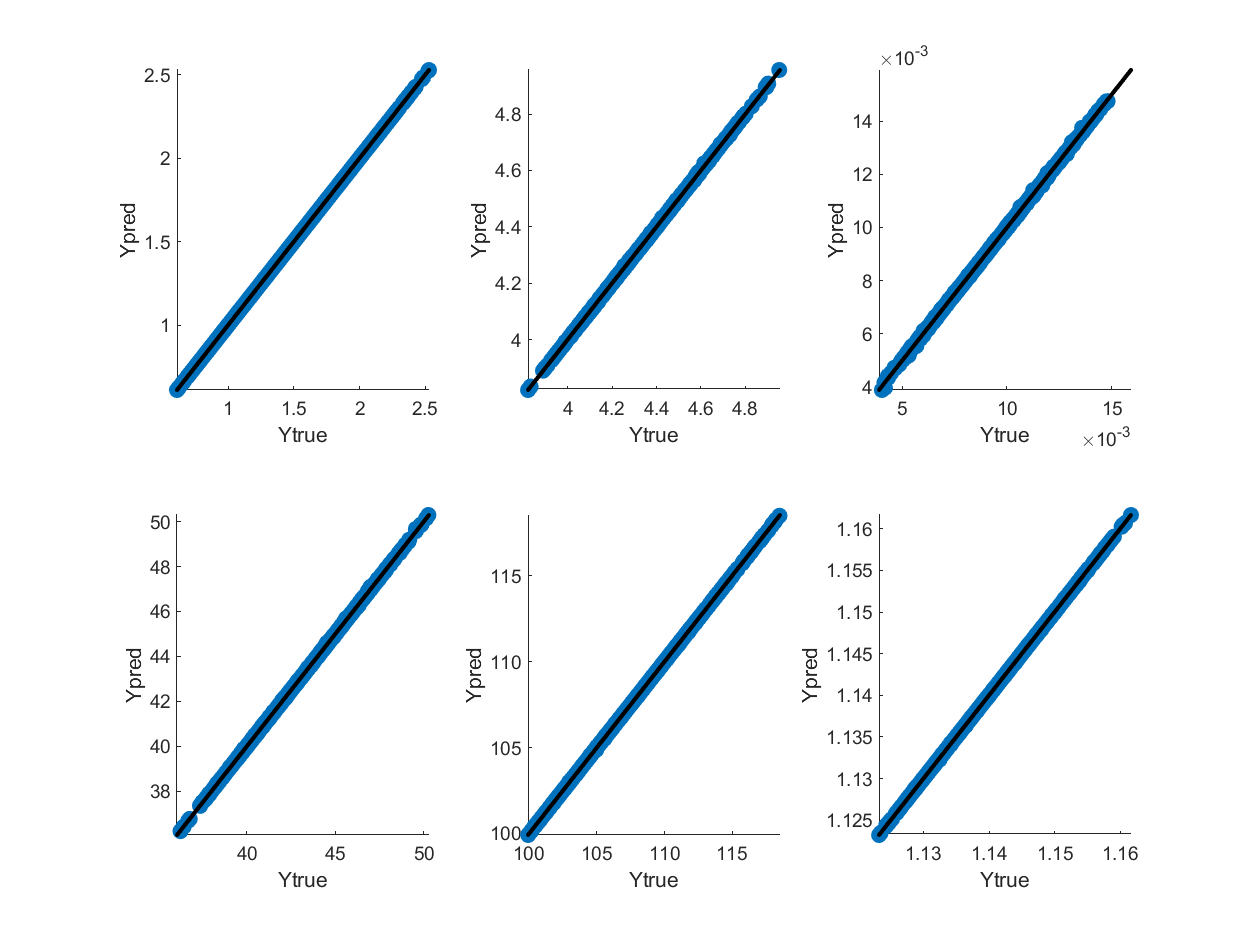 2.5
2
1.5
1
Ypred
1 1.5 2 2.5
Ytrue
4.8
4.6
4.4
4.2
4
Ypred
4 4.2 4.4 4.6 4.8
Ytrue
×10^-3
14
12
10
8
6
4
Ypred
5 10 15
Ytrue
×10^-3
50
48
46
44
42
40
38
Ypred
40 45 50
Ytrue
115
110
105
100
Ypred
100 105 110 115
Ytrue
1.16
1.155
1.15
1.145
1.14
1.135
1.13
1.125
Ypred
1.13 1.14 1.15 1.16
Ytrue